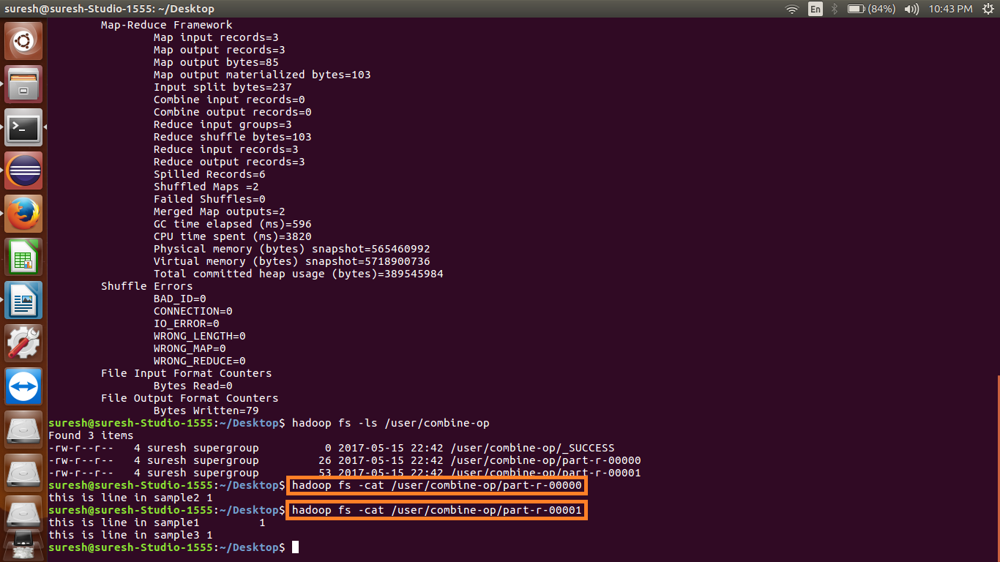 suresh@suresh-Studio-1555: ~/Desktop En (84%) 10:43 PM
Map-Reduce Framework
Map input records=3
Map output records=3
Map output bytes=85
Map output materialized bytes=103
Input split bytes=237
Combine input records=0
Combine output records=0
Reduce input groups=3
Reduce shuffle bytes=103
Reduce input records=3
Reduce output records=3
Spilled Records=6
Shuffled Maps =2
Failed Shuffles=0
Merged Map outputs=2
GC time elapsed (ms)=596
CPU time spent (ms)=3820
Physical memory (bytes) snapshot=565460992
Virtual memory (bytes) snapshot=5718900736
Total committed heap usage (bytes)=389545984
Shuffle Errors
BAD_ID=0
CONNECTION=0
IO_ERROR=0
WRONG_LENGTH=0
WRONG_MAP=0
WRONG_REDUCE=0
File Input Format Counters
Bytes Read=0
File Output Format Counters
Bytes Written=79
suresh@suresh-Studio-1555:~/Desktop$ hadoop fs -ls /user/combine-op
Found 3 items
-rw-r--r--   4 suresh supergroup          0 2017-05-15 22:42 /user/combine-op/_SUCCESS
-rw-r--r--   4 suresh supergroup         26 2017-05-15 22:42 /user/combine-op/part-r-00000
-rw-r--r--   4 suresh supergroup         53 2017-05-15 22:42 /user/combine-op/part-r-00001
suresh@suresh-Studio-1555:~/Desktop$ hadoop fs -cat /user/combine-op/part-r-00000
this is line in sample2 1
suresh@suresh-Studio-1555:~/Desktop$ hadoop fs -cat /user/combine-op/part-r-00001
this is line in sample1         1
this is line in sample3 1
suresh@suresh-Studio-1555:~/Desktop$